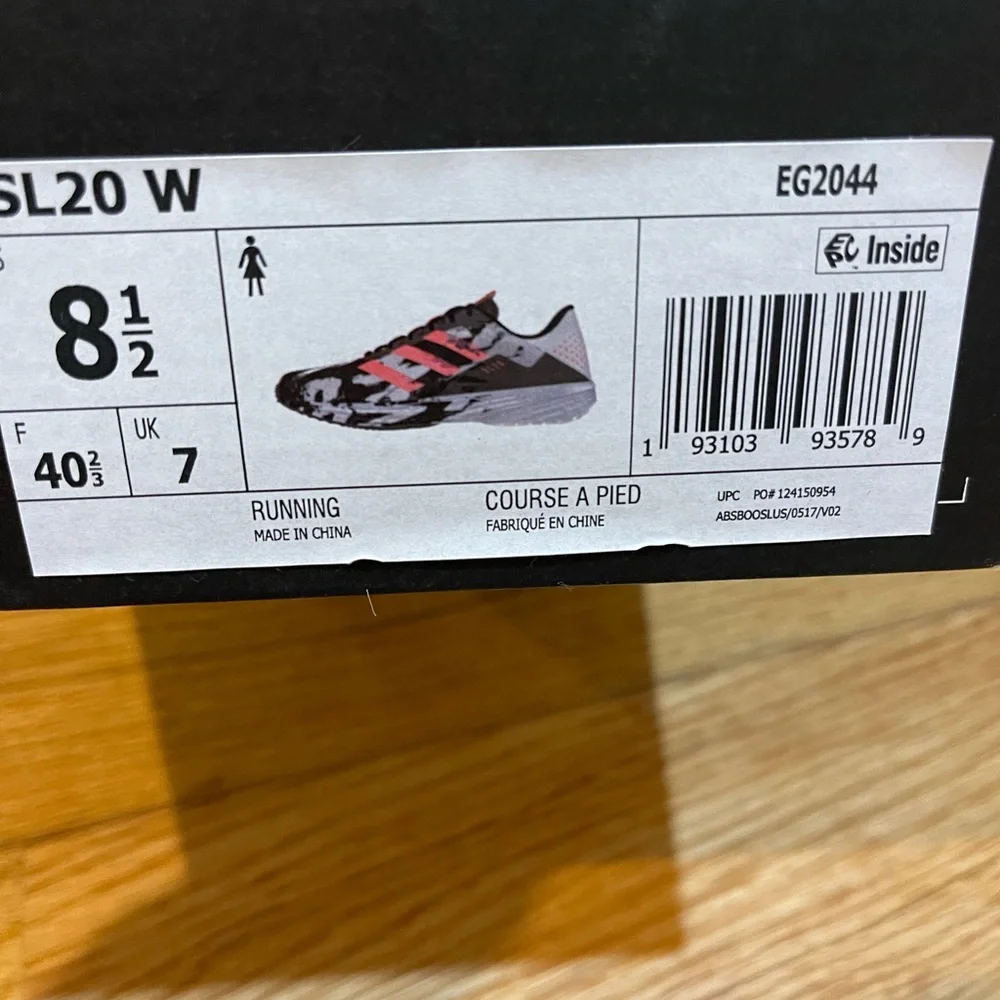 SL20 W EG2044
8 1/2
EPC Inside
F 40 2/3
UK 7
1 93103 93578 9
RUNNING
MADE IN CHINA
COURSE A PIED
FABRIQUÉ EN CHINE
UPC PO# 124150954
ABSBOOSLUS/0517/V02